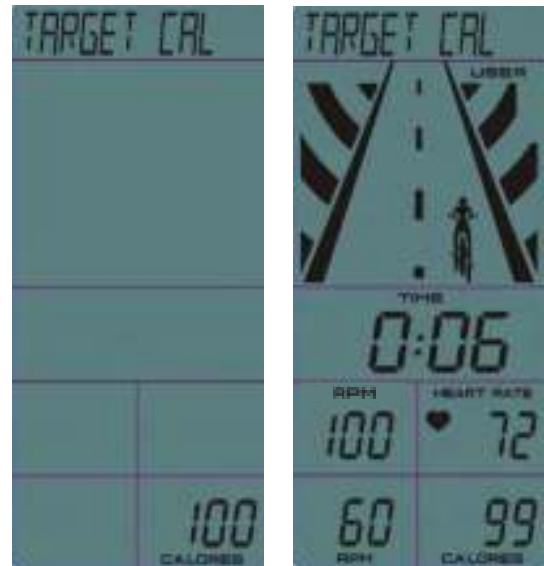 TARGET CAL
100
CALORIES
TARGET CAL
USER
TIME
0:06
RPM
HEART RATE
100
72
60
99
RPM
CALORIES